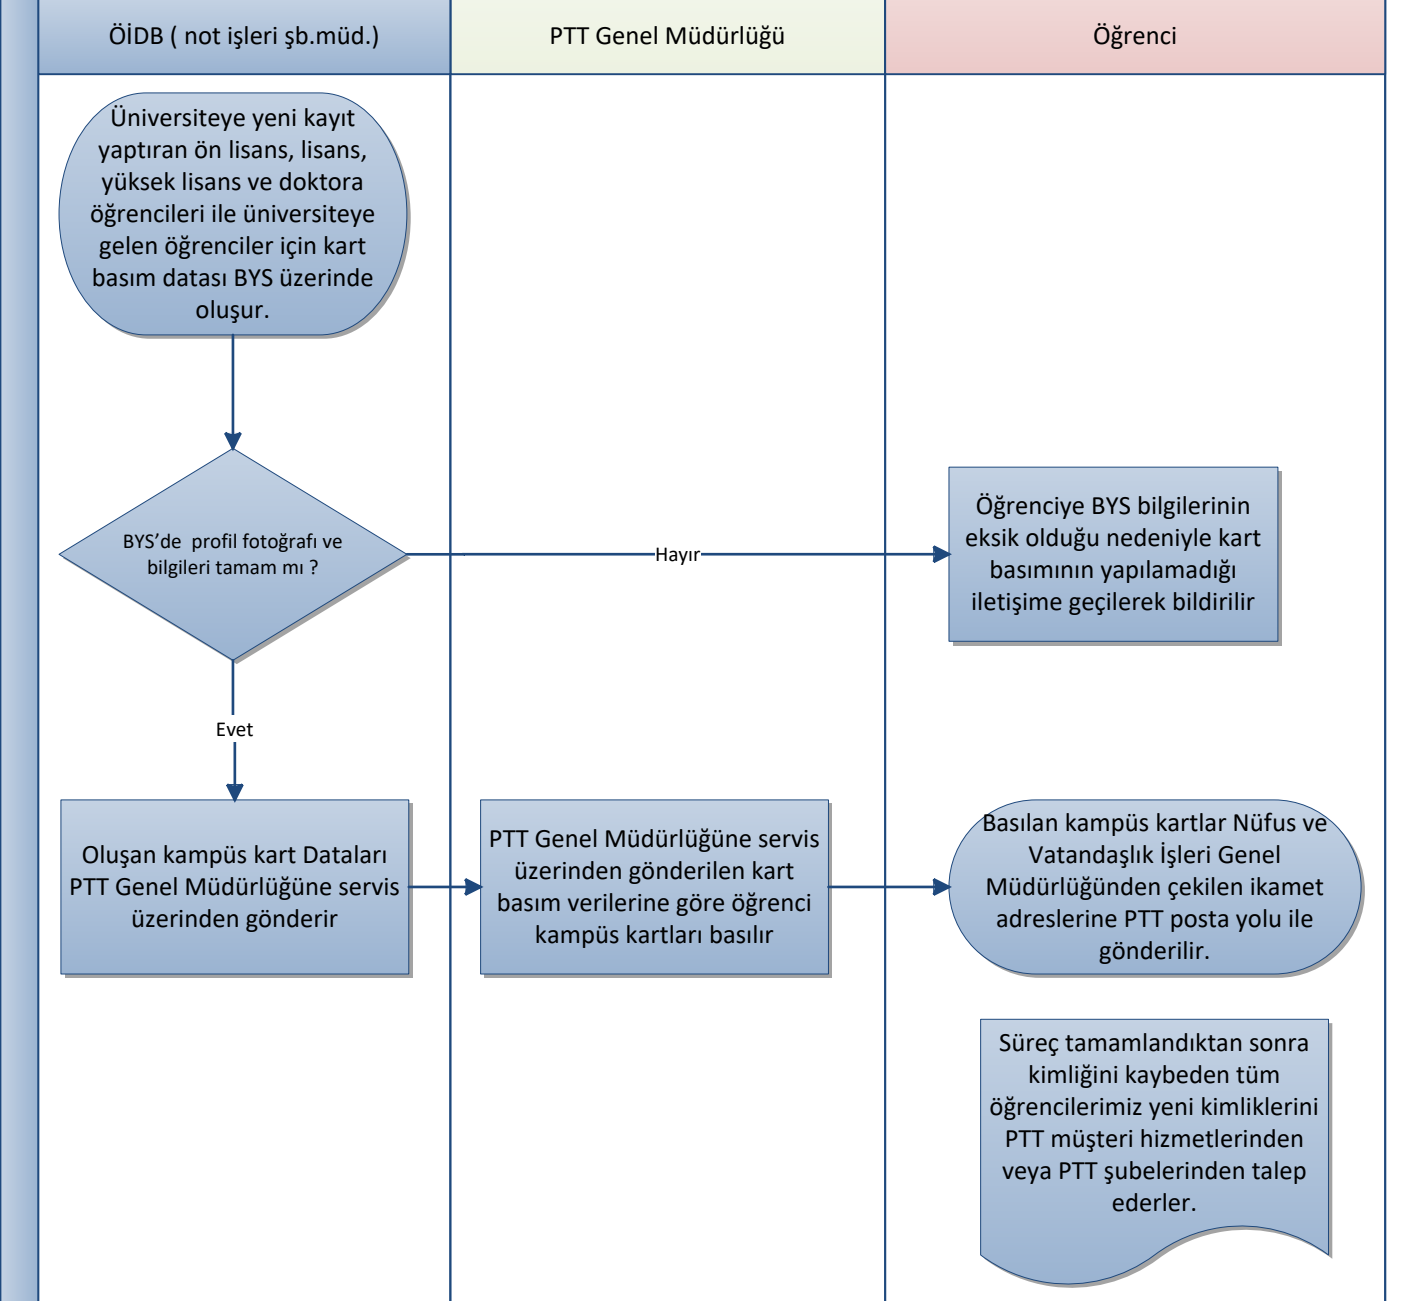 ÖİDB ( not işleri şb.müd.)
PTT Genel Müdürlüğü
Öğrenci
Üniversiteye yeni kayıt
yaptıran ön lisans, lisans,
yüksek lisans ve doktora
öğrencileri ile üniversiteye
gelen öğrenciler için kart
basım datası BYS üzerinde
oluşur.
BYS’de  profil fotoğrafı ve
bilgileri tamam mı ?
Hayır
Öğrenciye BYS bilgilerinin
eksik olduğu nedeniyle kart
basımının yapılamadığı
iletişime geçilerek bildirilir
Evet
Oluşan kampüs kart Dataları
PTT Genel Müdürlüğüne servis
üzerinden gönderir
PTT Genel Müdürlüğüne servis
üzerinden gönderilen kart
basım verilerine göre öğrenci
kampüs kartları basılır
Basılan kampüs kartlar Nüfus ve
Vatandaşlık İşleri Genel
Müdürlüğünden çekilen ikamet
adreslerine PTT posta yolu ile
gönderilir.
Süreç tamamlandıktan sonra
kimliğini kaybeden tüm
öğrencilerimiz yeni kimliklerini
PTT müşteri hizmetlerinden
veya PTT şubelerinden talep
ederler.